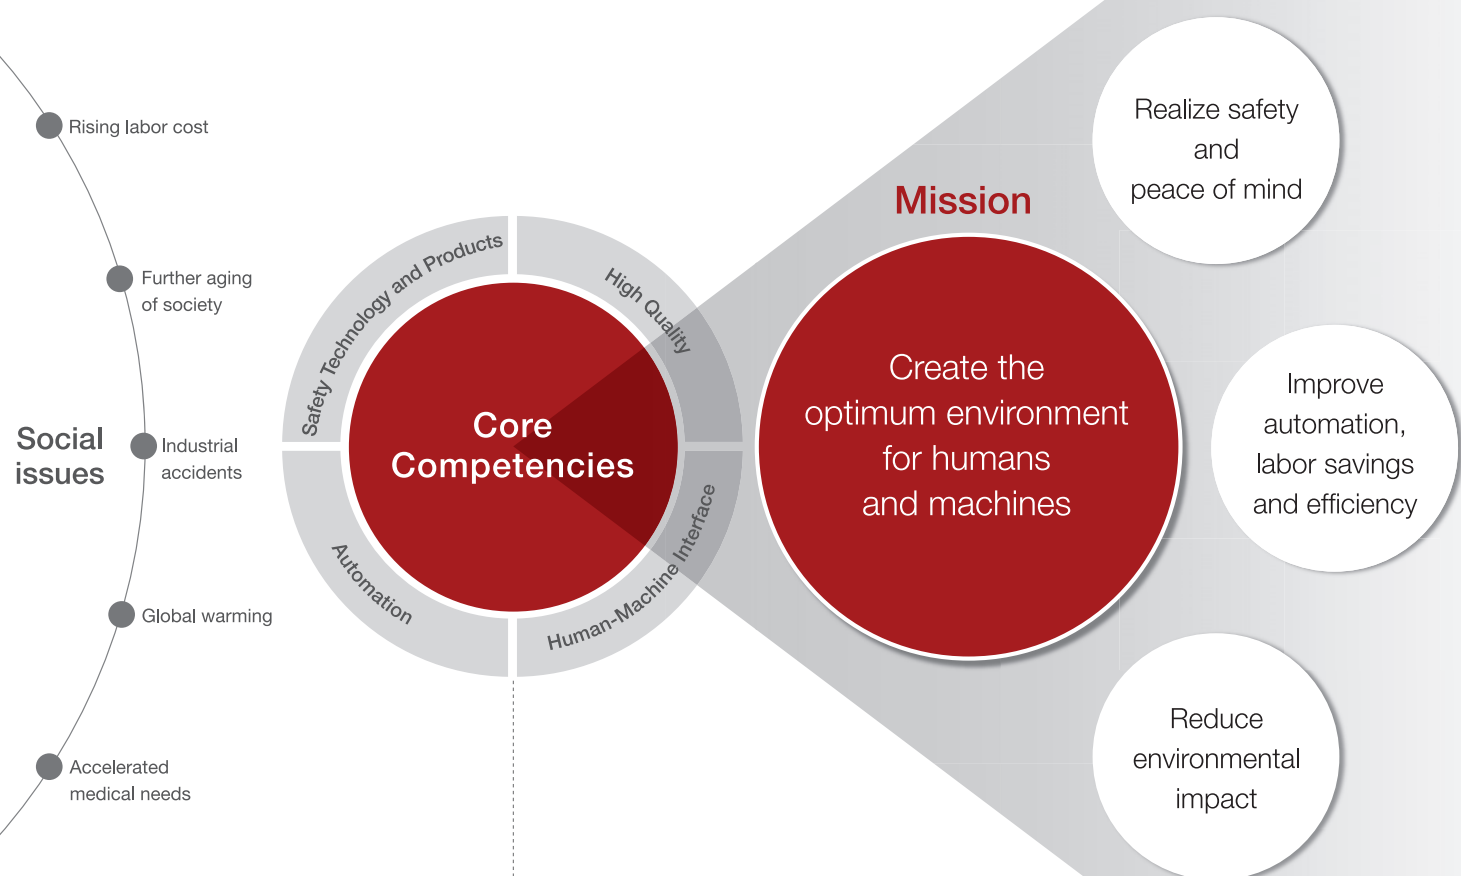 Social
issues
Rising labor cost
Further aging
of society
Industrial
accidents
Global warming
Accelerated
medical needs
Core
Competencies
Safety Technology and Products
High Quality
Automation
Human-Machine Interface
Mission
Create the
optimum environment
for humans
and machines
Realize safety
and
peace of mind
Improve
automation,
labor savings
and efficiency
Reduce
environmental
impact